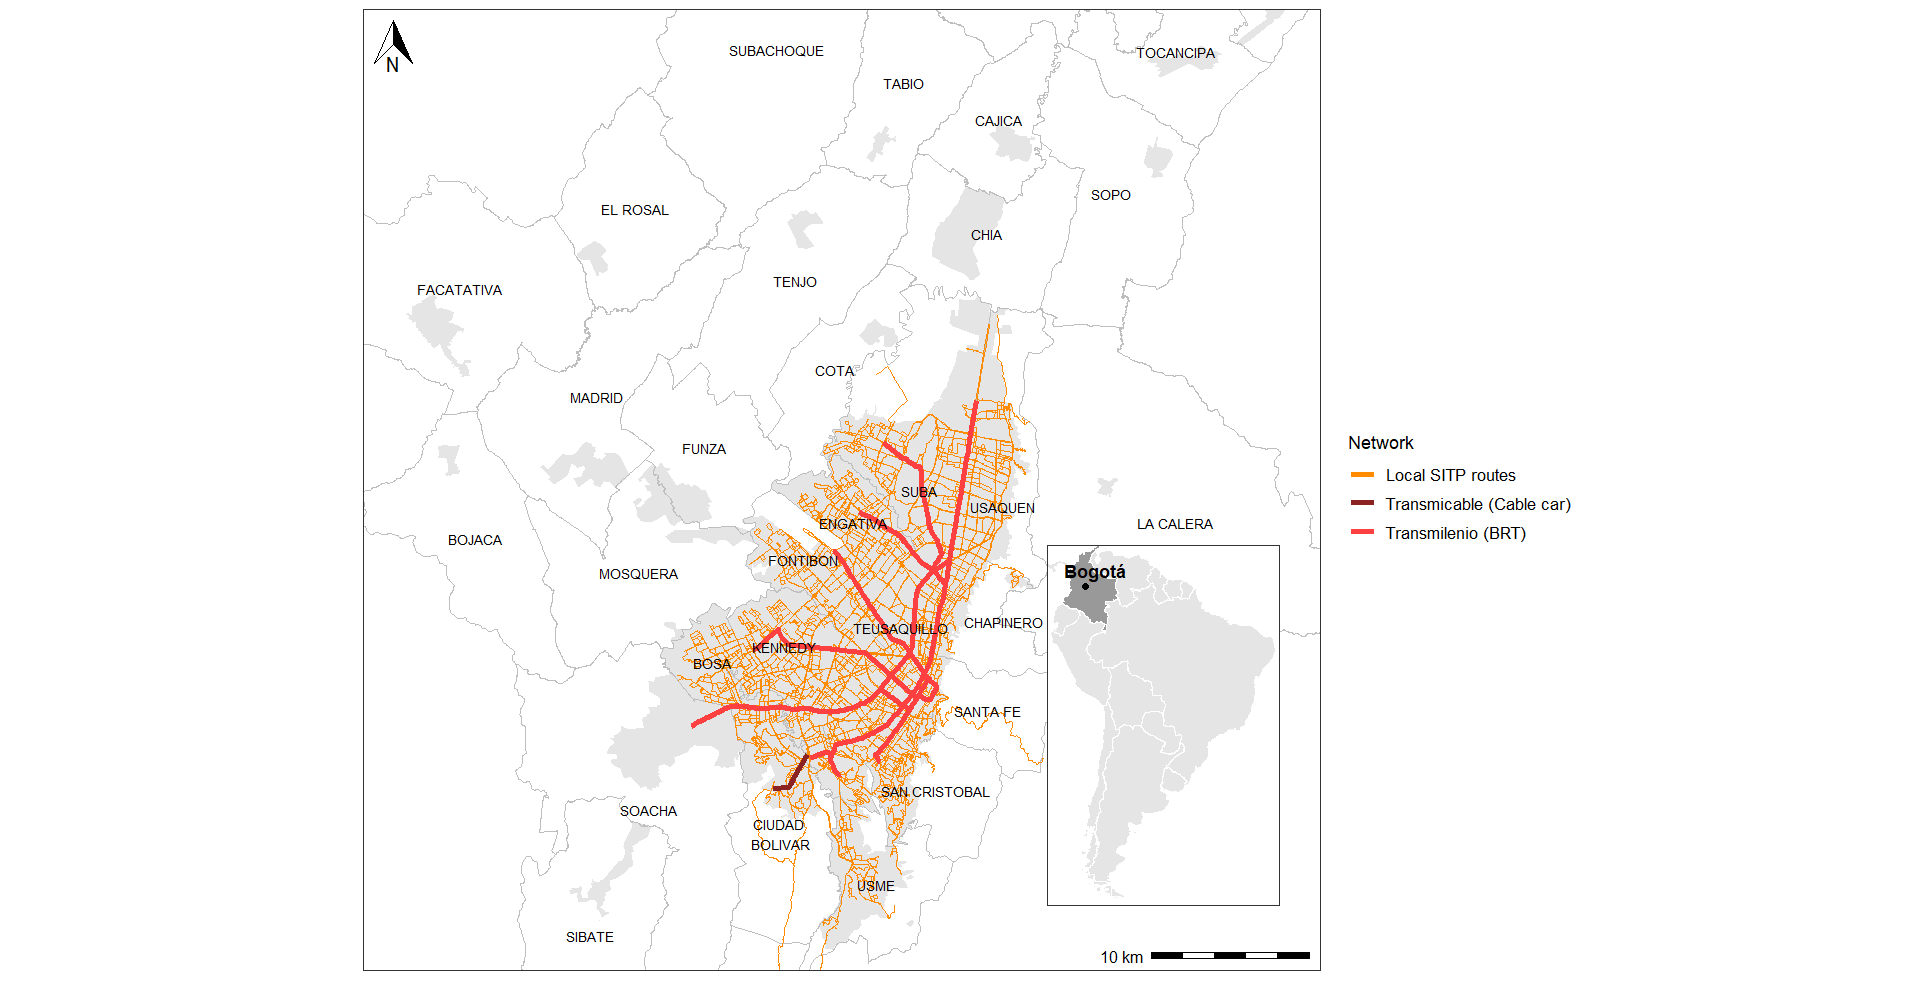 N
SUBACHOQUE
TOCANCIPA
TABIO
CAJICA
SOPO
EL ROSAL
CHIA
TENJO
FACATATIVA
COTA
MADRID
FUNZA
SUBA
USAQUEN
ENGATIVA
LA CALERA
BOJACA
FONTIBON
MOSQUERA
Bogotá
CHAPINERO
TEUSAQUILLO
KENNEDY
BOSA
SANTA FE
SAN CRISTOBAL
SOACHA
CIUDAD
BOLIVAR
USME
SIBATE
10 km
Network
Local SITP routes
Transmicable (Cable car)
Transmilenio (BRT)